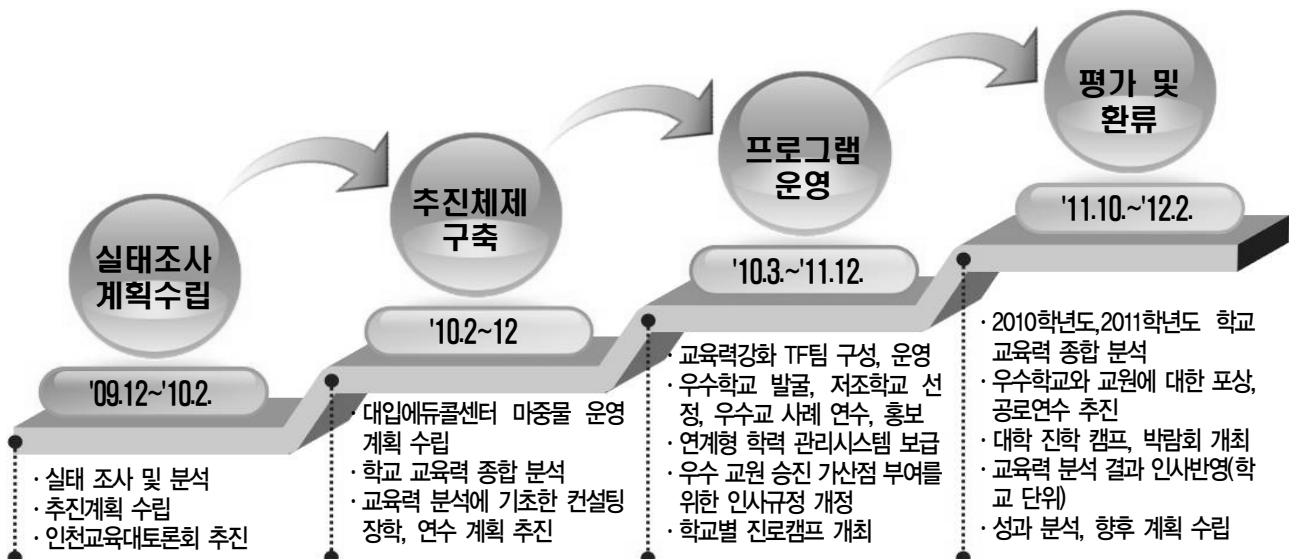 실태조사
계획수립
'09.12~'10.2.
· 실태 조사 및 분석
· 추진계획 수립
· 인천교육대토론회 추진
추진체제
구축
'10.2~12
· 대입에듀콜센터 마중물 운영
계획 수립
· 학교 교육력 종합 분석
· 교육력 분석에 기초한 컨설팅
장학, 연수 계획 추진
프로그램
운영
'10.3.~'11.12.
· 교육력강화 TF팀 구성, 운영
· 우수학교 발굴, 저조학교 선
정, 우수교 사례 연수, 홍보
· 연계형 학력 관리시스템 보급
· 우수 교원 승진 가산점 부여를
위한 인사규정 개정
· 학교별 진로캠프 개최
평가 및
환류
'11.10.~'12.2.
· 2010학년도,2011학년도 학교
교육력 종합 분석
· 우수학교와 교원에 대한 포상,
공로연수 추진
· 대학 진학 캠프, 박람회 개최
· 교육력 분석 결과 인사반영(학
교 단위)
· 성과 분석, 향후 계획 수립